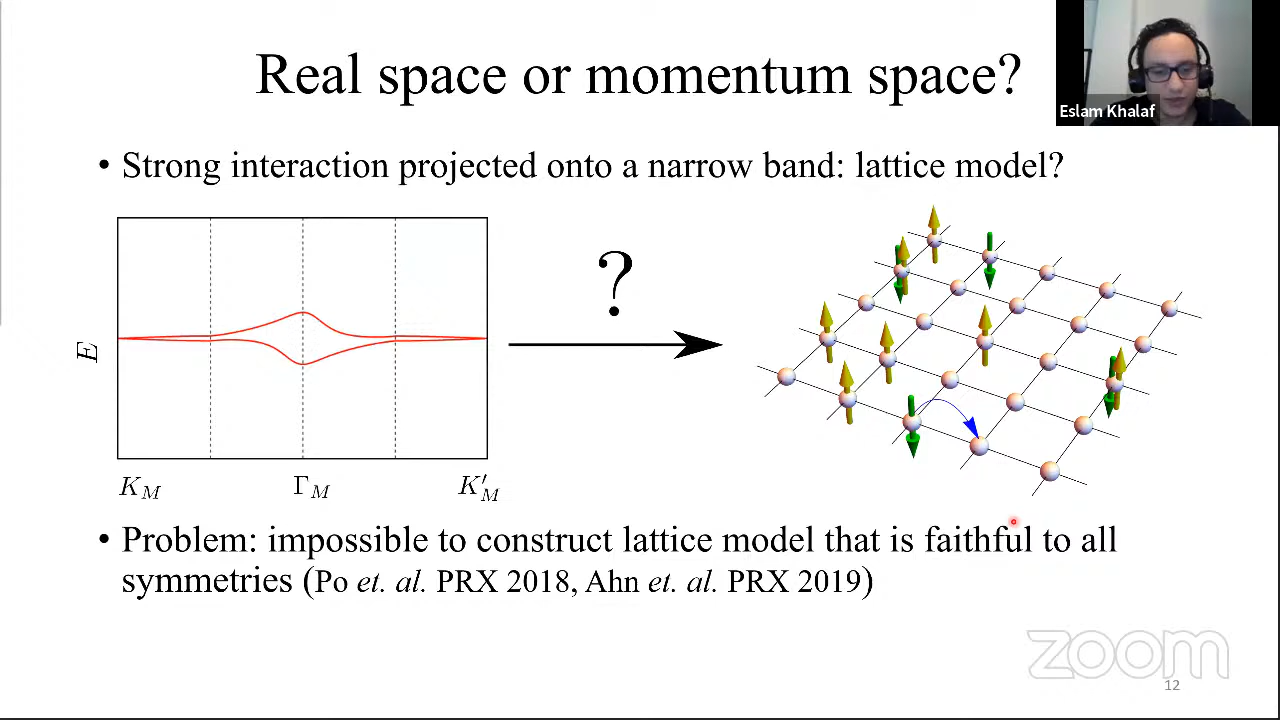 Real space or momentum space?
Eslam Khalaf
• Strong interaction projected onto a narrow band: lattice model?
?
E
K_M
Γ_M
K'_M
• Problem: impossible to construct lattice model that is faithful to all
symmetries (Po et. al. PRX 2018, Ahn et. al. PRX 2019)
zoom
12